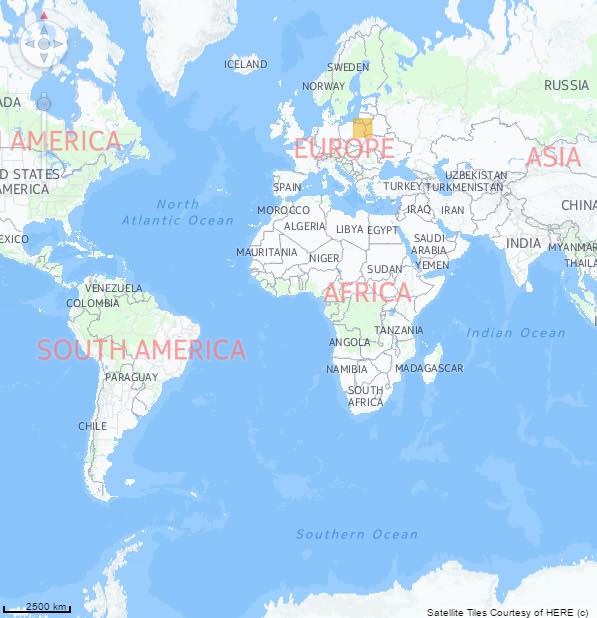 ICELAND
SWEDEN
NORWAY
RUSSIA
ADA
AMERICA
EUROPE
ASIA
D STATES
AMERICA
SPAIN
TURKEY
UZBEKISTAN
TURKMENISTAN
North
Atlantic Ocean
MOROCCO
IRAQ
IRAN
CHINA
EXICO
ALGERIA
LIBYA
EGYPT
SAUDI
ARABIA
INDIA
MYANMAR
MAURITANIA
NIGER
SUDAN
YEMEN
THAILA
VENEZUELA
COLOMBIA
AFRICA
SOUTH AMERICA
ANGOLA
TANZANIA
Indian Ocean
PARAGUAY
NAMIBIA
MADAGASCAR
SOUTH
AFRICA
CHILE
Southern Ocean
2500 km
Satellite Tiles Courtesy of HERE (c)